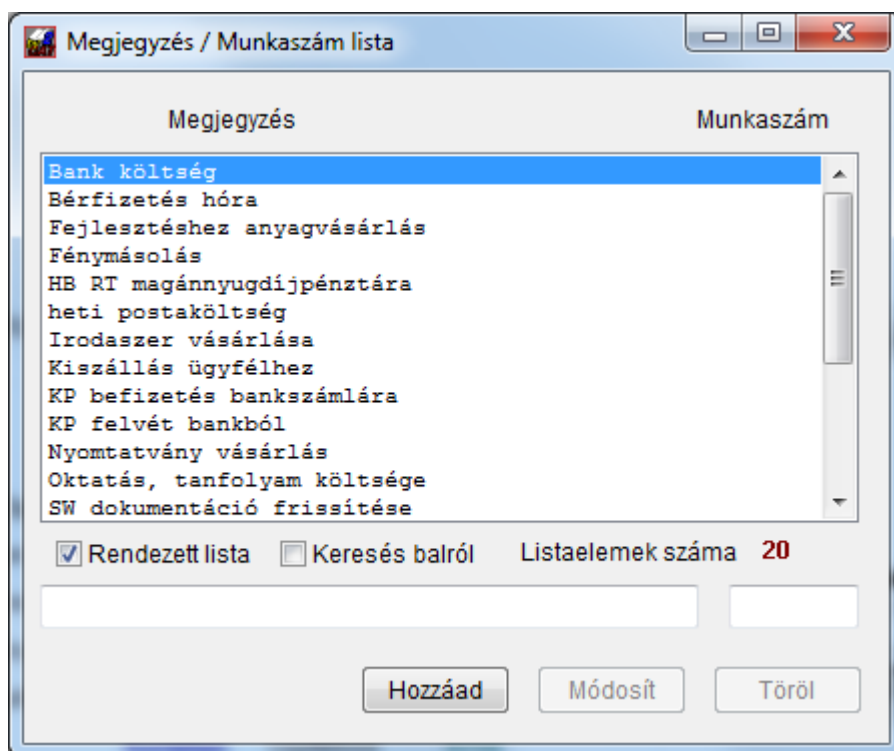 Megjegyzés / Munkaszám lista
Megjegyzés Munkaszám
Bank költség
Bérfizetés hóra
Fejlesztéshez anyagvásárlás
Fénymásolás
HB RT magánnyugdíjpénztára
heti postaköltség
Irodaszer vásárlása
Kiszállás ügyfélhez
KP befizetés bankszámlára
KP felvét bankból
Nyomtatvány vásárlás
Oktatás, tanfolyam költsége
SW dokumentáció frissítése
Rendezett lista Keresés balról Listaelemek száma 20
Hozzáad Módosít Töröl